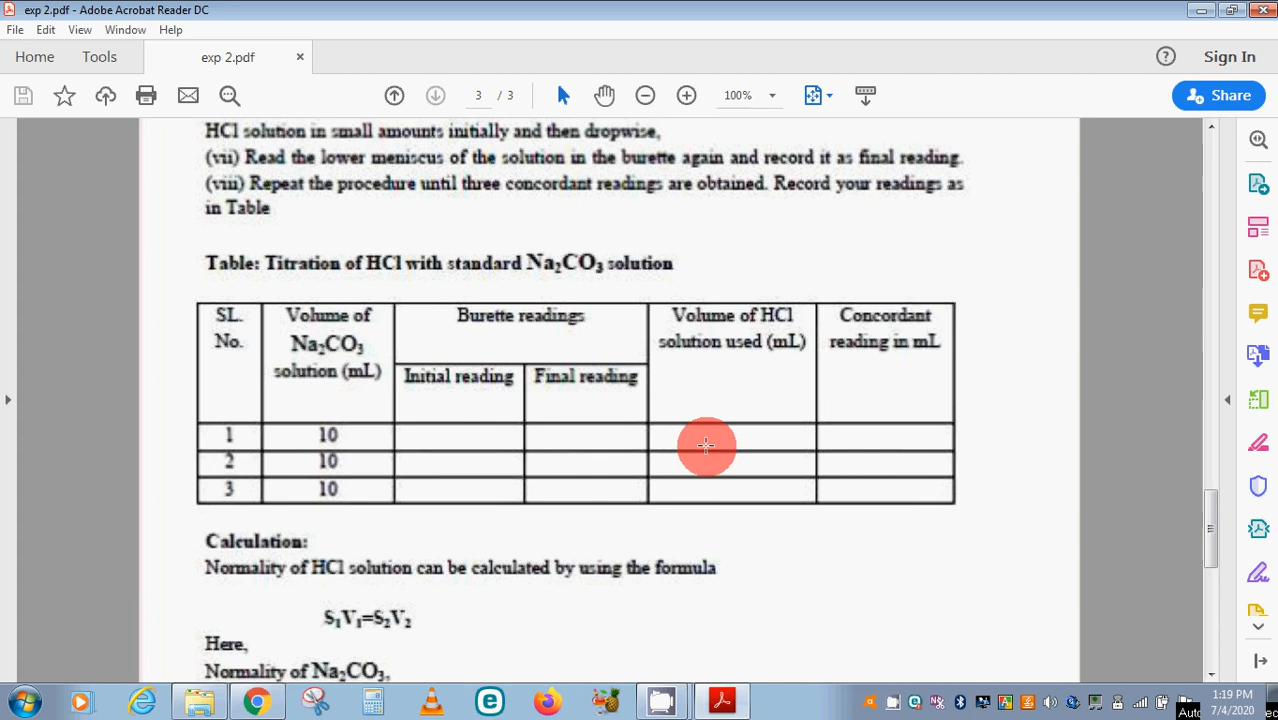 exp 2.pdf - Adobe Acrobat Reader DC
File Edit View Window Help
Home Tools exp 2.pdf × ? Sign In
3 / 3 100% Share
HCl solution in small amounts initially and then dropwise,
(vii) Read the lower meniscus of the solution in the burette again and record it as final reading.
(viii) Repeat the procedure until three concordant readings are obtained. Record your readings as
in Table
Table: Titration of HCl with standard Na₂CO₃ solution
SL. Volume of Burette readings Volume of HCl Concordant
No. Na₂CO₃ solution used (mL) reading in mL
solution (mL) Initial reading Final reading
1 10
2 10
3 10
Calculation:
Normality of HCl solution can be calculated by using the formula
S₁V₁=S₂V₂
Here,
Normality of Na₂CO₃,
1:19 PM
7/4/2020